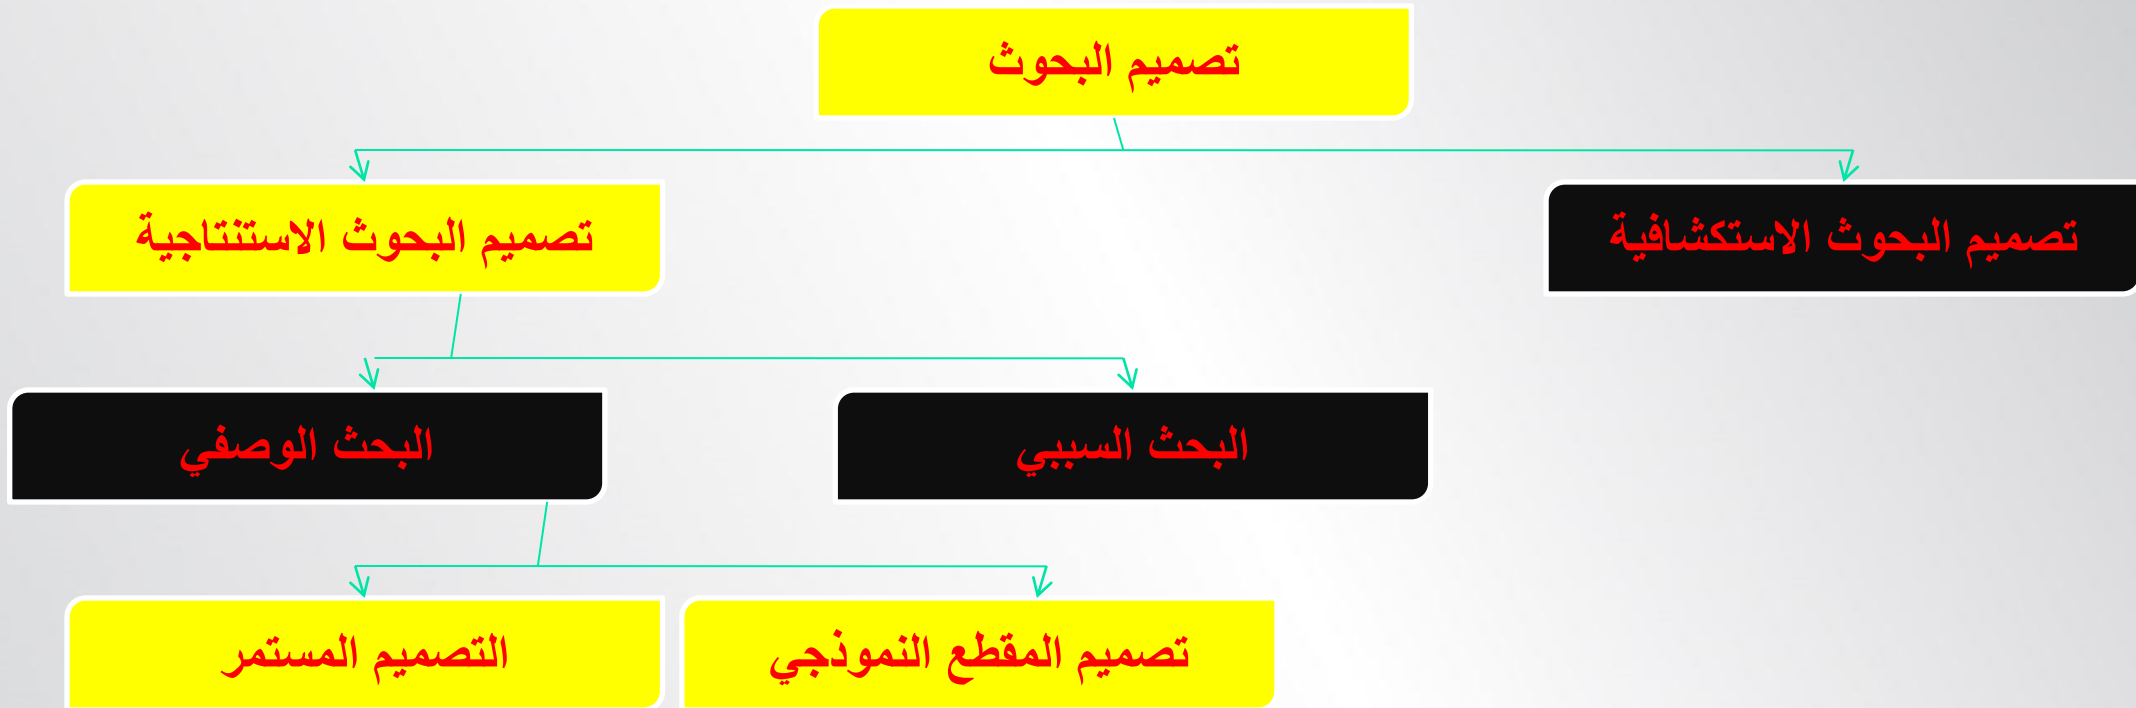 تصميم البحوث
تصميم البحوث الاستكشافية
تصميم البحوث الاستنتاجية
البحث السببي
البحث الوصفي
تصميم المقطع النموذجي
التصميم المستمر